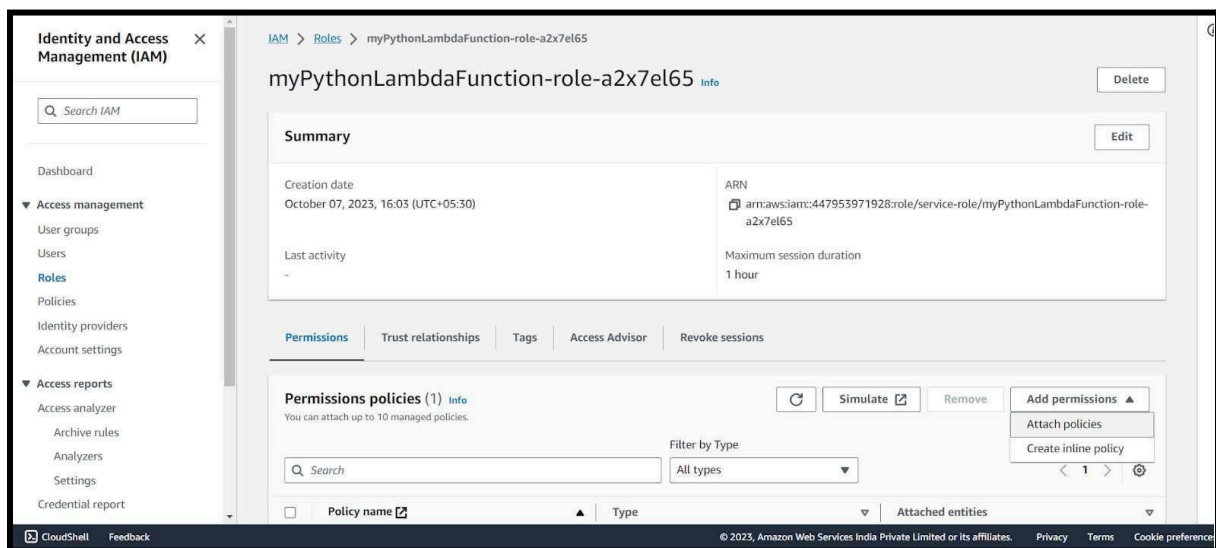 Identity and Access
Management (IAM)
Search IAM
Dashboard
Access management
User groups
Users
Roles
Policies
Identity providers
Account settings
Access reports
Access analyzer
Archive rules
Analyzers
Settings
Credential report
IAM > Roles > myPythonLambdaFunction-role-a2x7el65
myPythonLambdaFunction-role-a2x7el65 Info
Delete
Summary
Edit
Creation date
October 07, 2023, 16:03 (UTC+05:30)
ARN
arn:aws:iam::447953971928:role/service-role/myPythonLambdaFunction-role-
a2x7el65
Last activity
-
Maximum session duration
1 hour
Permissions Trust relationships Tags Access Advisor Revoke sessions
Permissions policies (1) Info
You can attach up to 10 managed policies.
Simulate Remove Add permissions
Attach policies
Create inline policy
Filter by Type
Search
All types
< 1 >
Policy name Type Attached entities
CloudShell Feedback © 2023, Amazon Web Services India Private Limited or its affiliates. Privacy Terms Cookie preference